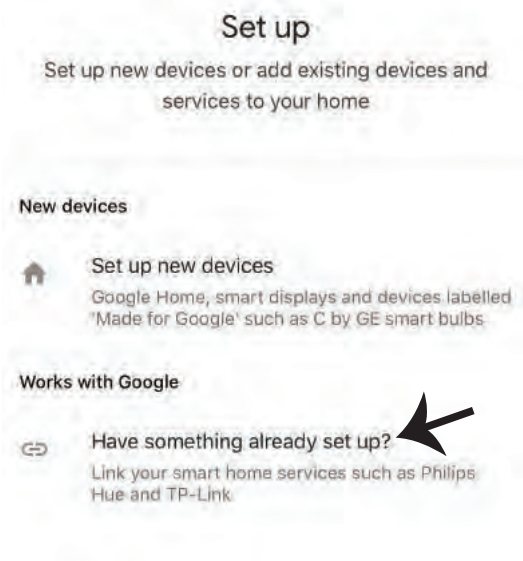 Set up
Set up new devices or add existing devices and
services to your home
New devices
Set up new devices
Google Home, smart displays and devices labelled
'Made for Google' such as C by GE smart bulbs
Works with Google
Have something already set up?
Link your smart home services such as Philips
Hue and TP-Link